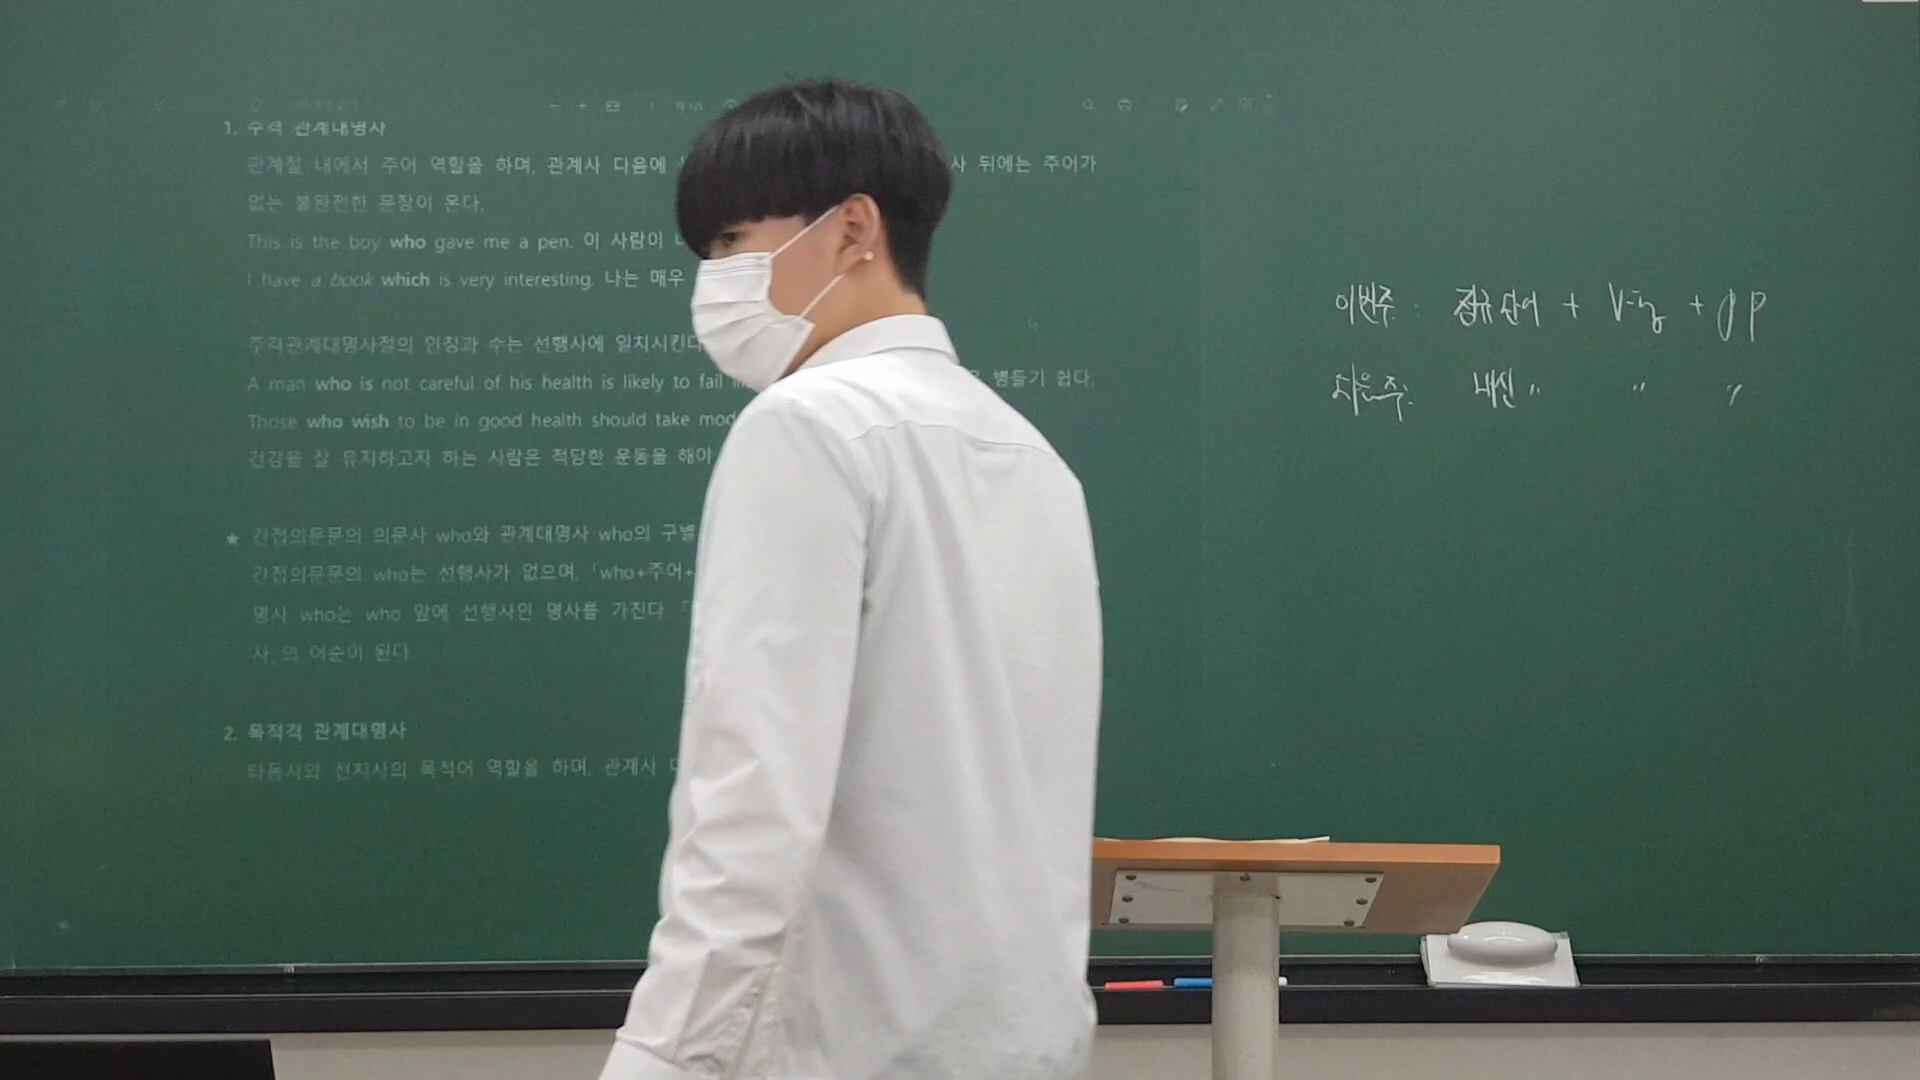 1. 주격 관계대명사
관계절 내에서 주어 역할을 하며, 관계사 다음에
사 뒤에는 주어가
없는 불완전한 문장이 온다.
This is the boy who gave me a pen. 이 사람이
I have a book which is very interesting. 나는 매우
주격관계대명사절의 인칭과 수는 선행사에 일치시킨다
A man who is not careful of his health is likely to fail
병들기 쉽다.
Those who wish to be in good health should take mod
건강을 잘 유지하고자 하는 사람은 적당한 운동을 해야
★ 간접의문문의 의문사 who와 관계대명사 who의 구별
간접의문문의 who는 선행사가 없으며, 「who+주어+
명사 who는 who 앞에 선행사인 명사를 가진다. 「
사」의 어순이 된다.
2. 목적격 관계대명사
타동사와 전치사의 목적어 역할을 하며, 관계사
이번주 : 정규 단어 + V-ing + PP
다음주 : 내신 〃 〃 〃